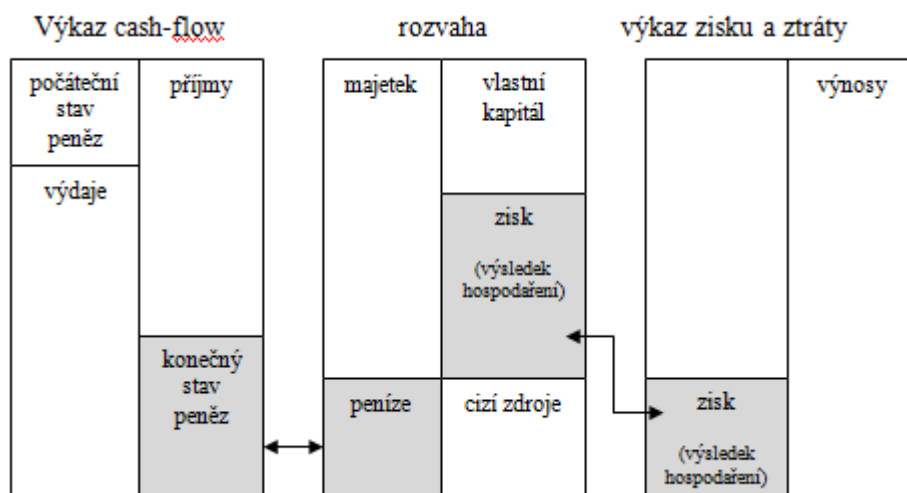 Výkaz cash-flow
rozvaha
výkaz zisku a ztráty
počáteční
stav
peněz
příjmy
výdaje
konečný
stav
peněz
majetek
vlastní
kapitál
zisk
(výsledek
hospodaření)
peníze
cizí zdroje
výnosy
zisk
(výsledek
hospodaření)